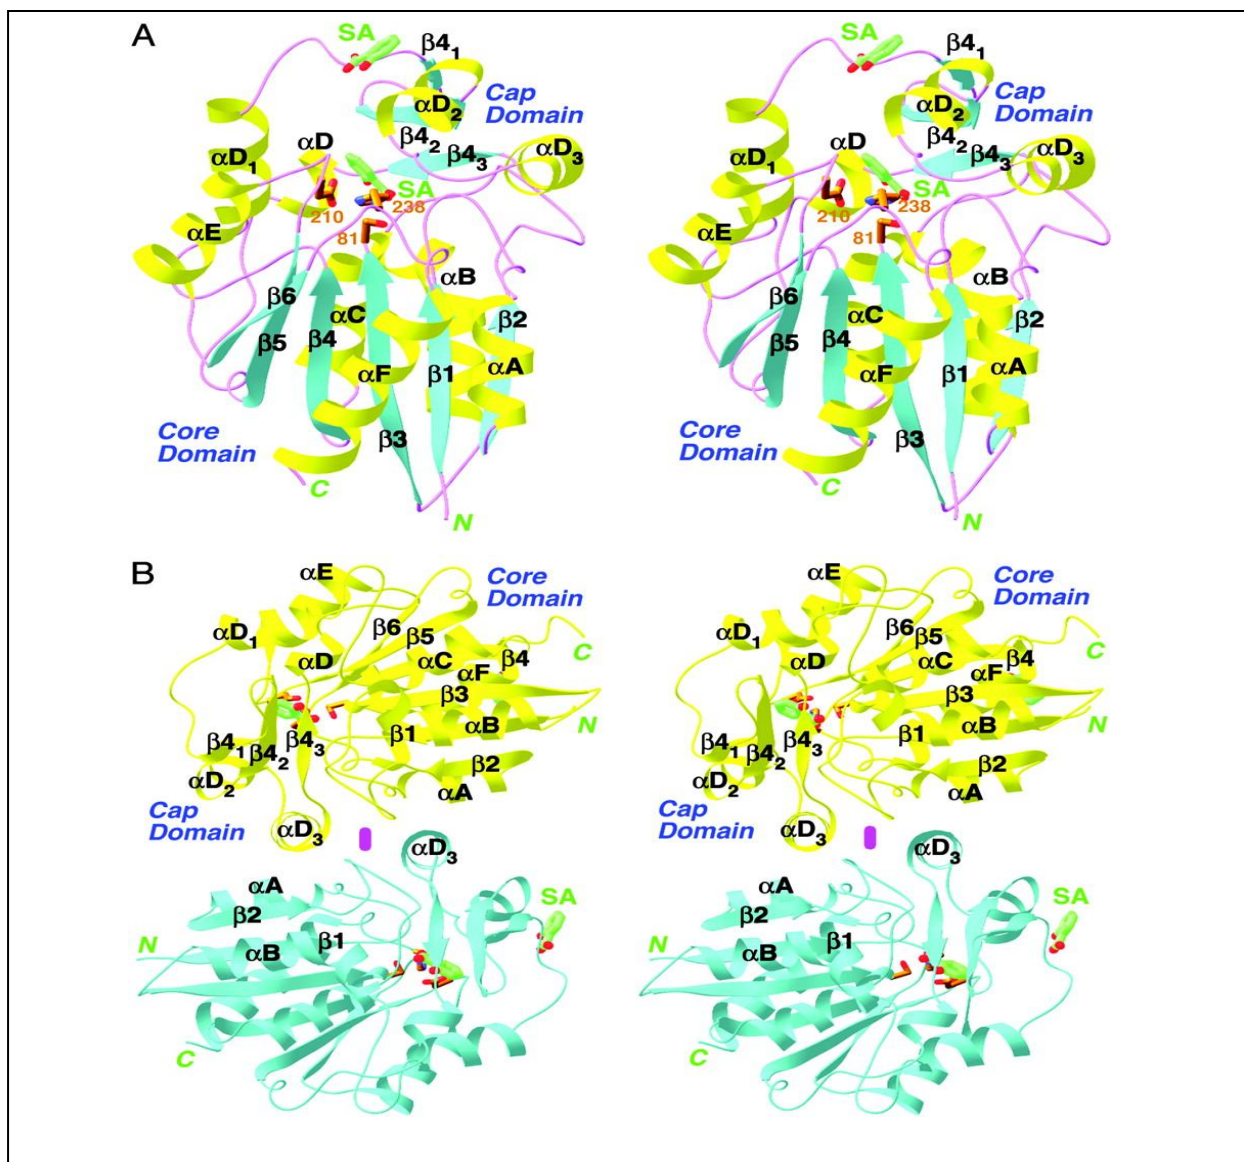 A
SA
β4₁
Cap
Domain
αD₂
αD₁
αD
β4₂
β4₃
αD₃
SA
210
238
81
αE
αB
β6
αC
β2
β5
β4
αF
β1
αA
Core
Domain
β3
C
N
SA
β4₁
Cap
Domain
αD₂
αD₁
αD
β4₂
β4₃
αD₃
SA
210
238
81
αE
αB
β6
αC
β2
β5
β4
αF
β1
αA
Core
Domain
β3
C
N
B
αE
Core
Domain
αD₁
β6
β5
αD
αC
αF
β4
C
β3
N
β4₁
β4₂
β4₃
β1
αB
αD₂
β2
αA
Cap
Domain
αD₃
αD₃
αA
β2
SA
N
αB
β1
C
αE
Core
Domain
αD₁
β6
β5
αD
αC
αF
β4
C
β3
N
β4₁
β4₂
β4₃
β1
αB
αD₂
β2
αA
Cap
Domain
αD₃
αD₃
αA
β2
SA
N
αB
β1
C